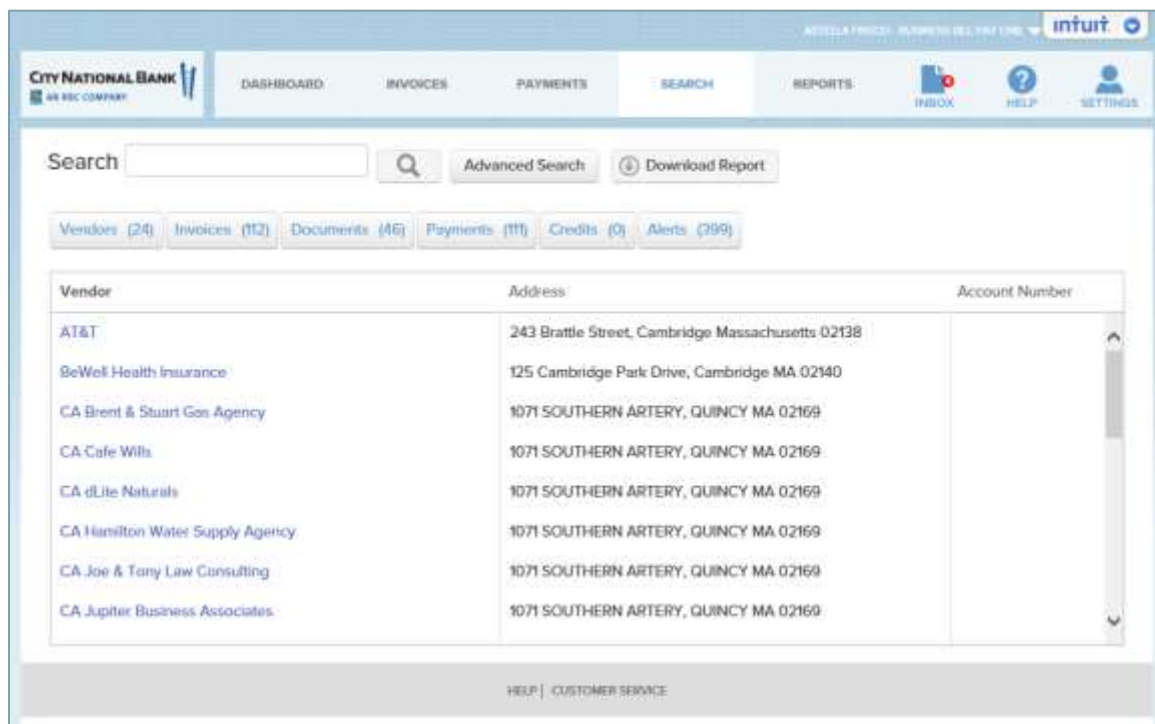 intuit
CITY NATIONAL BANK
AN RBC COMPANY
DASHBOARD INVOICES PAYMENTS SEARCH REPORTS INBOX HELP SETTINGS
Search Advanced Search Download Report
Vendors (24) Invoices (112) Documents (46) Payments (111) Credits (0) Alerts (399)
Vendor Address Account Number
AT&T 243 Brattle Street, Cambridge Massachusetts 02138
BeWell Health Insurance 125 Cambridge Park Drive, Cambridge MA 02140
CA Brent & Stuart Gas Agency 1071 SOUTHERN ARTERY, QUINCY MA 02169
CA Cafe Wills 1071 SOUTHERN ARTERY, QUINCY MA 02169
CA dLite Naturals 1071 SOUTHERN ARTERY, QUINCY MA 02169
CA Hamilton Water Supply Agency 1071 SOUTHERN ARTERY, QUINCY MA 02169
CA Joe & Tony Law Consulting 1071 SOUTHERN ARTERY, QUINCY MA 02169
CA Jupiter Business Associates 1071 SOUTHERN ARTERY, QUINCY MA 02169
HELP | CUSTOMER SERVICE